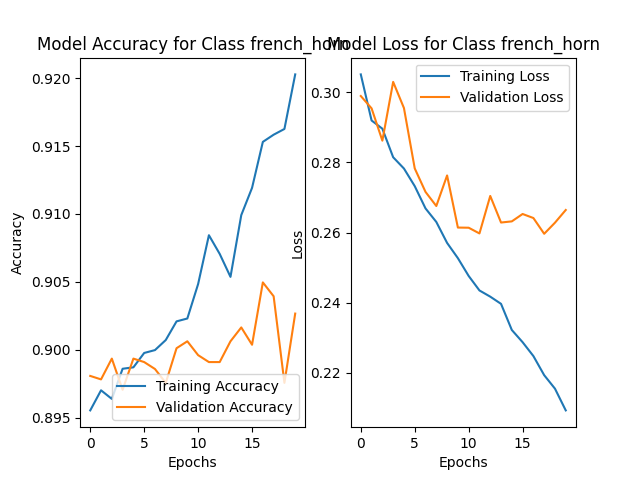 Model Accuracy for Class french_horn
0.920
0.915
0.910
0.905
0.900
0.895
Accuracy
0 5 10 15
Epochs
Training Accuracy
Validation Accuracy
Model Loss for Class french_horn
0.30
0.28
0.26
0.24
0.22
Loss
0 5 10 15
Epochs
Training Loss
Validation Loss